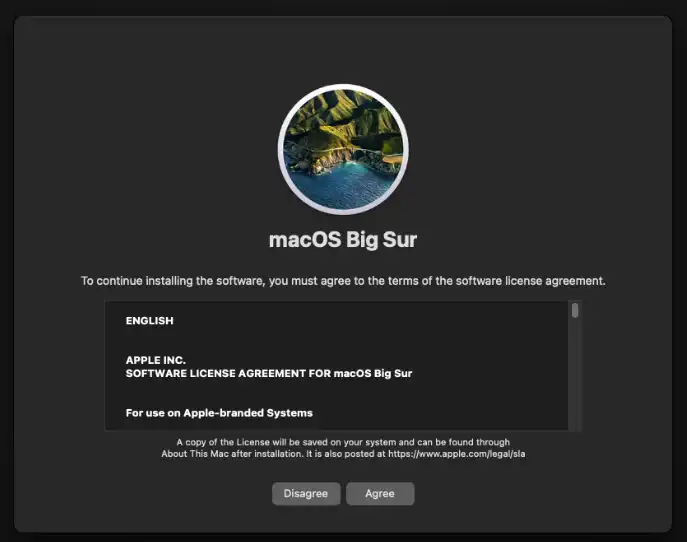 macOS Big Sur
To continue installing the software, you must agree to the terms of the software license agreement.
ENGLISH
APPLE INC.
SOFTWARE LICENSE AGREEMENT FOR macOS Big Sur
For use on Apple-branded Systems
A copy of the License will be saved on your system and can be found through
About This Mac after installation. It is also posted at https://www.apple.com/legal/sla
Disagree Agree